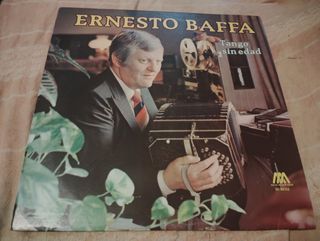 ERNESTO BAFFA
Tango
sin edad